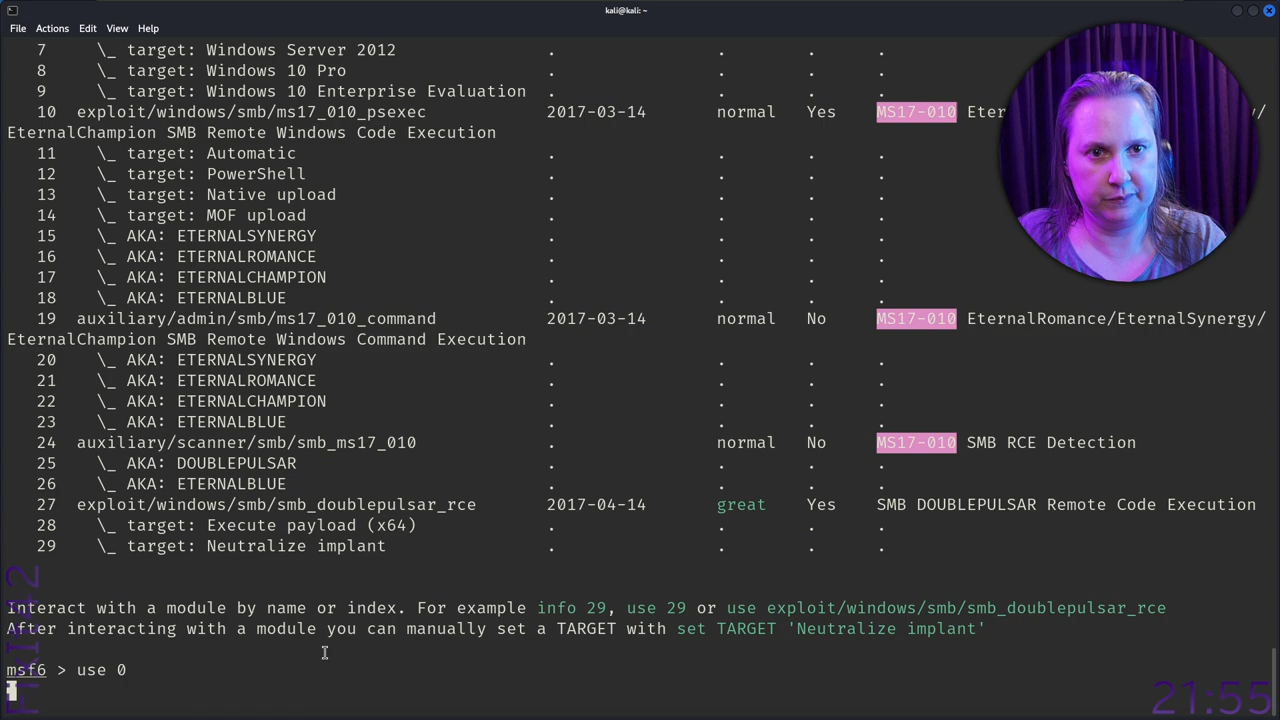 kali@kali: ~
File Actions Edit View Help
7 \_ target: Windows Server 2012 . . . .
8 \_ target: Windows 10 Pro . . . .
9 \_ target: Windows 10 Enterprise Evaluation . . . .
10 exploit/windows/smb/ms17_010_psexec 2017-03-14 normal Yes MS17-010 /
EternalChampion SMB Remote Windows Code Execution
11 \_ target: Automatic . . . .
12 \_ target: PowerShell . . . .
13 \_ target: Native upload . . . .
14 \_ target: MOF upload . . . .
15 \_ AKA: ETERNALSYNERGY . . . .
16 \_ AKA: ETERNALROMANCE . . . .
17 \_ AKA: ETERNALCHAMPION . . . .
18 \_ AKA: ETERNALBLUE . . . .
19 auxiliary/admin/smb/ms17_010_command 2017-03-14 normal No MS17-010 EternalRomance/EternalSynergy/
EternalChampion SMB Remote Windows Command Execution
20 \_ AKA: ETERNALSYNERGY . . . .
21 \_ AKA: ETERNALROMANCE . . . .
22 \_ AKA: ETERNALCHAMPION . . . .
23 \_ AKA: ETERNALBLUE . . . .
24 auxiliary/scanner/smb/smb_ms17_010 . normal No MS17-010 SMB RCE Detection
25 \_ AKA: DOUBLEPULSAR . . . .
26 \_ AKA: ETERNALBLUE . . . .
27 exploit/windows/smb/smb_doublepulsar_rce 2017-04-14 great Yes SMB DOUBLEPULSAR Remote Code Execution
28 \_ target: Execute payload (x64) . . . .
29 \_ target: Neutralize implant . . . .
Interact with a module by name or index. For example info 29, use 29 or use exploit/windows/smb/smb_doublepulsar_rce
After interacting with a module you can manually set a TARGET with set TARGET 'Neutralize implant'
msf6 > use 0
21:55